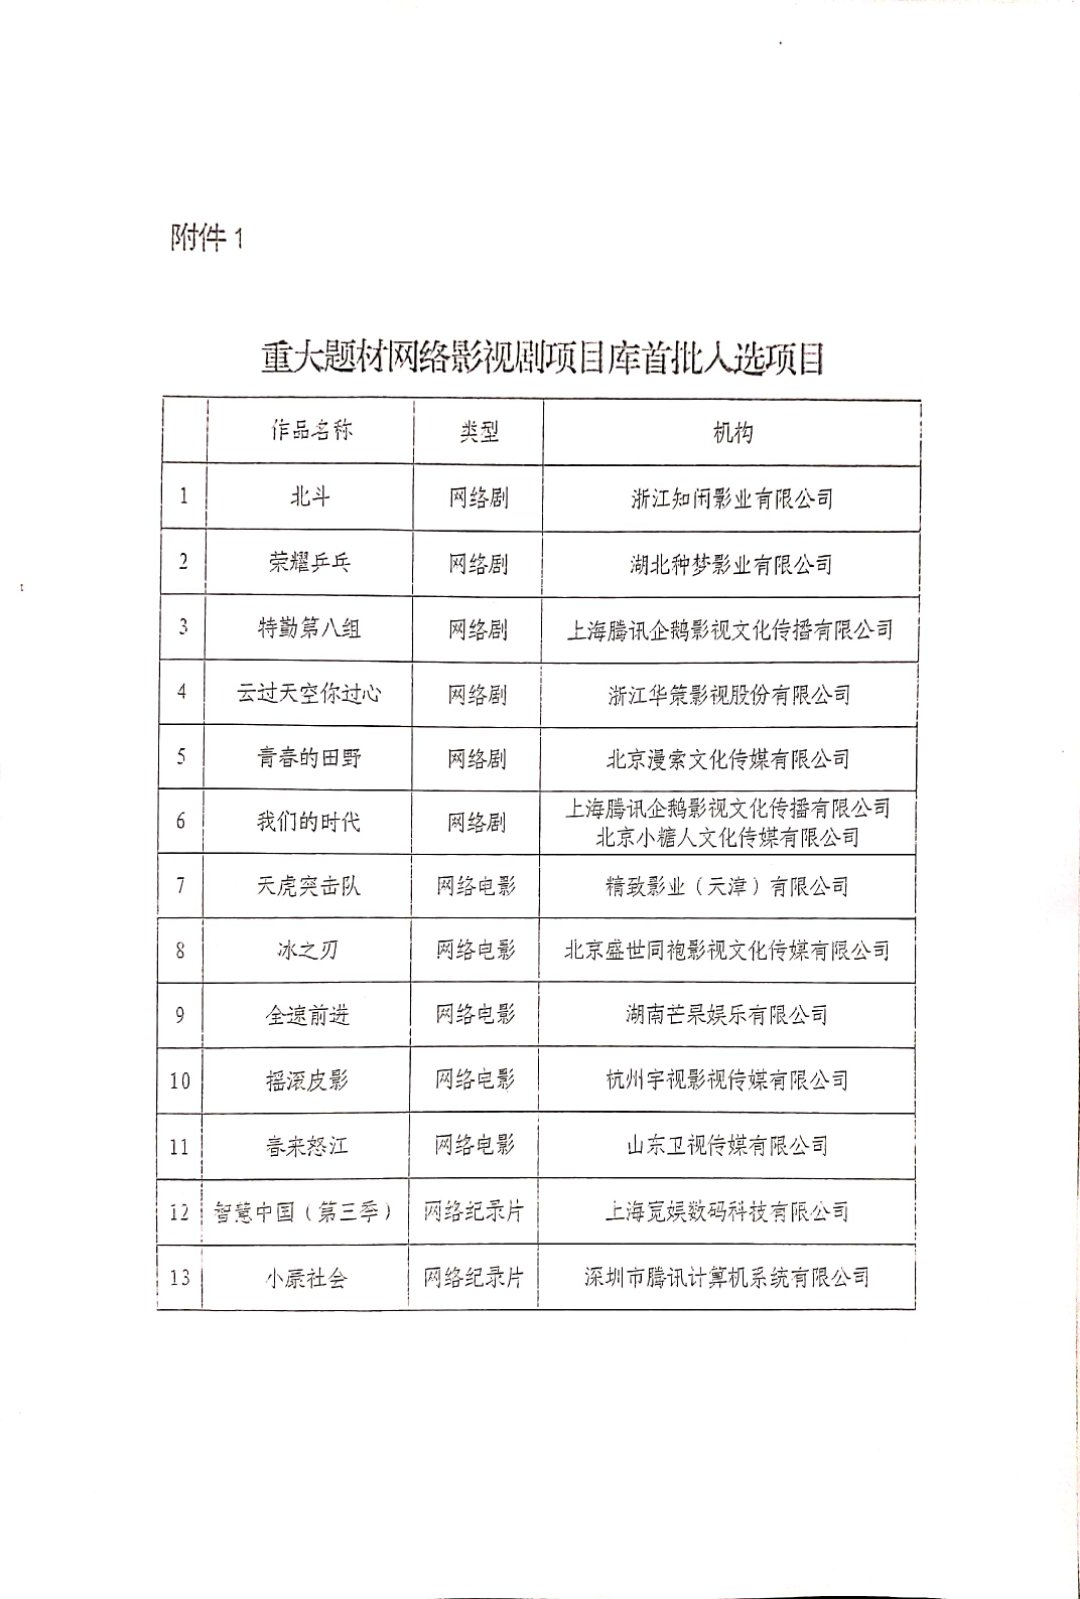 附件1
重大题材网络影视剧项目库首批入选项目
作品名称 类型 机构
1 北斗 网络剧 浙江知闲影业有限公司
2 荣耀乒乓 网络剧 湖北种梦影业有限公司
3 特勤第八组 网络剧 上海腾讯企鹅影视文化传播有限公司
4 云过天空你过心 网络剧 浙江华策影视股份有限公司
5 青春的田野 网络剧 北京漫索文化传媒有限公司
6 我们的时代 网络剧 上海腾讯企鹅影视文化传播有限公司
北京小糖人文化传媒有限公司
7 天虎突击队 网络电影 精致影业（天津）有限公司
8 冰之刃 网络电影 北京盛世同袍影视文化传媒有限公司
9 全速前进 网络电影 湖南芒果娱乐有限公司
10 摇滚皮影 网络电影 杭州宇视影视传媒有限公司
11 春来怒江 网络电影 山东卫视传媒有限公司
12 智慧中国（第三季） 网络纪录片 上海宽娱数码科技有限公司
13 小康社会 网络纪录片 深圳市腾讯计算机系统有限公司